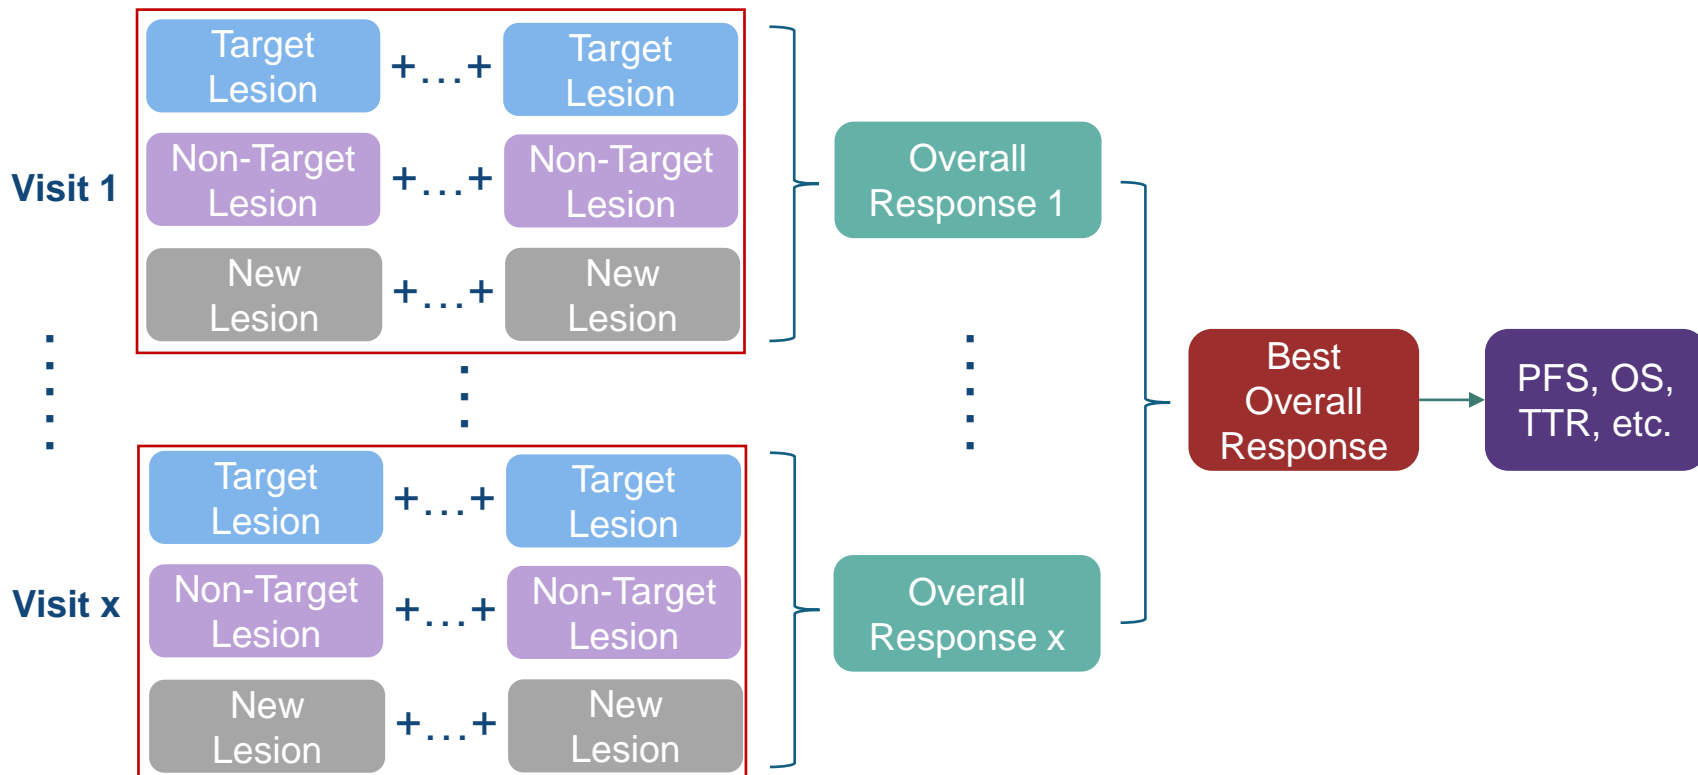 Target
Lesion
+...+
Target
Lesion
Visit 1
Non-Target
Lesion
+...+
Non-Target
Lesion
New
Lesion
+...+
New
Lesion
Overall
Response 1
Target
Lesion
+...+
Target
Lesion
Visit x
Non-Target
Lesion
+...+
Non-Target
Lesion
New
Lesion
+...+
New
Lesion
Overall
Response x
Best
Overall
Response
PFS, OS,
TTR, etc.